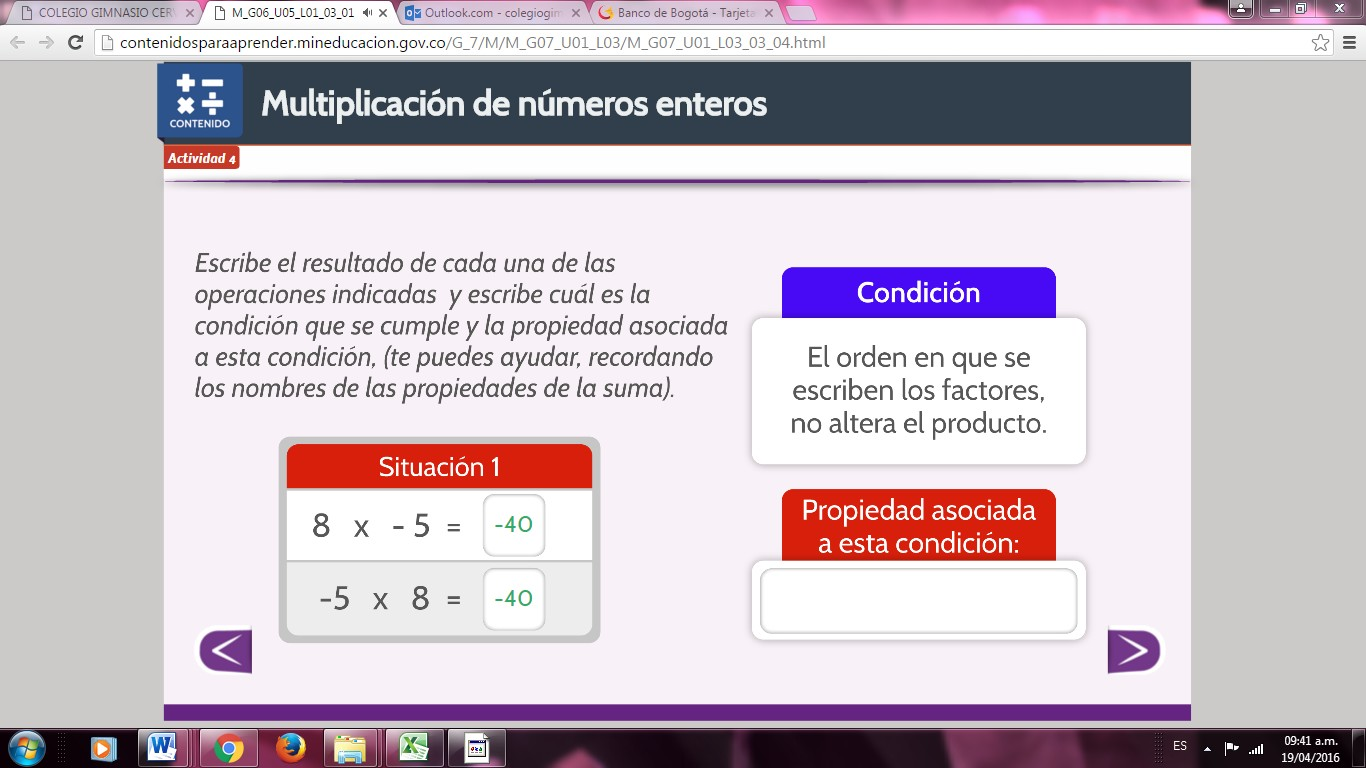 COLEGIO GIMNASIO CER
M_G06_U05_L01_03_01
Outlook.com - colegiogim
Banco de Bogotá - Tarjeta
contenidosparaaprender.mineducacion.gov.co/G_7/M/M_G07_U01_L03/M_G07_U01_L03_03_04.html
CONTENIDO
Multiplicación de números enteros
Actividad 4
Escribe el resultado de cada una de las
operaciones indicadas y escribe cuál es la
condición que se cumple y la propiedad asociada
a esta condición, (te puedes ayudar, recordando
los nombres de las propiedades de la suma).
Situación 1
8 x - 5 = -40
-5 x 8 = -40
Condición
El orden en que se
escriben los factores,
no altera el producto.
Propiedad asociada
a esta condición:
<
>
ES
09:41 a.m.
19/04/2016